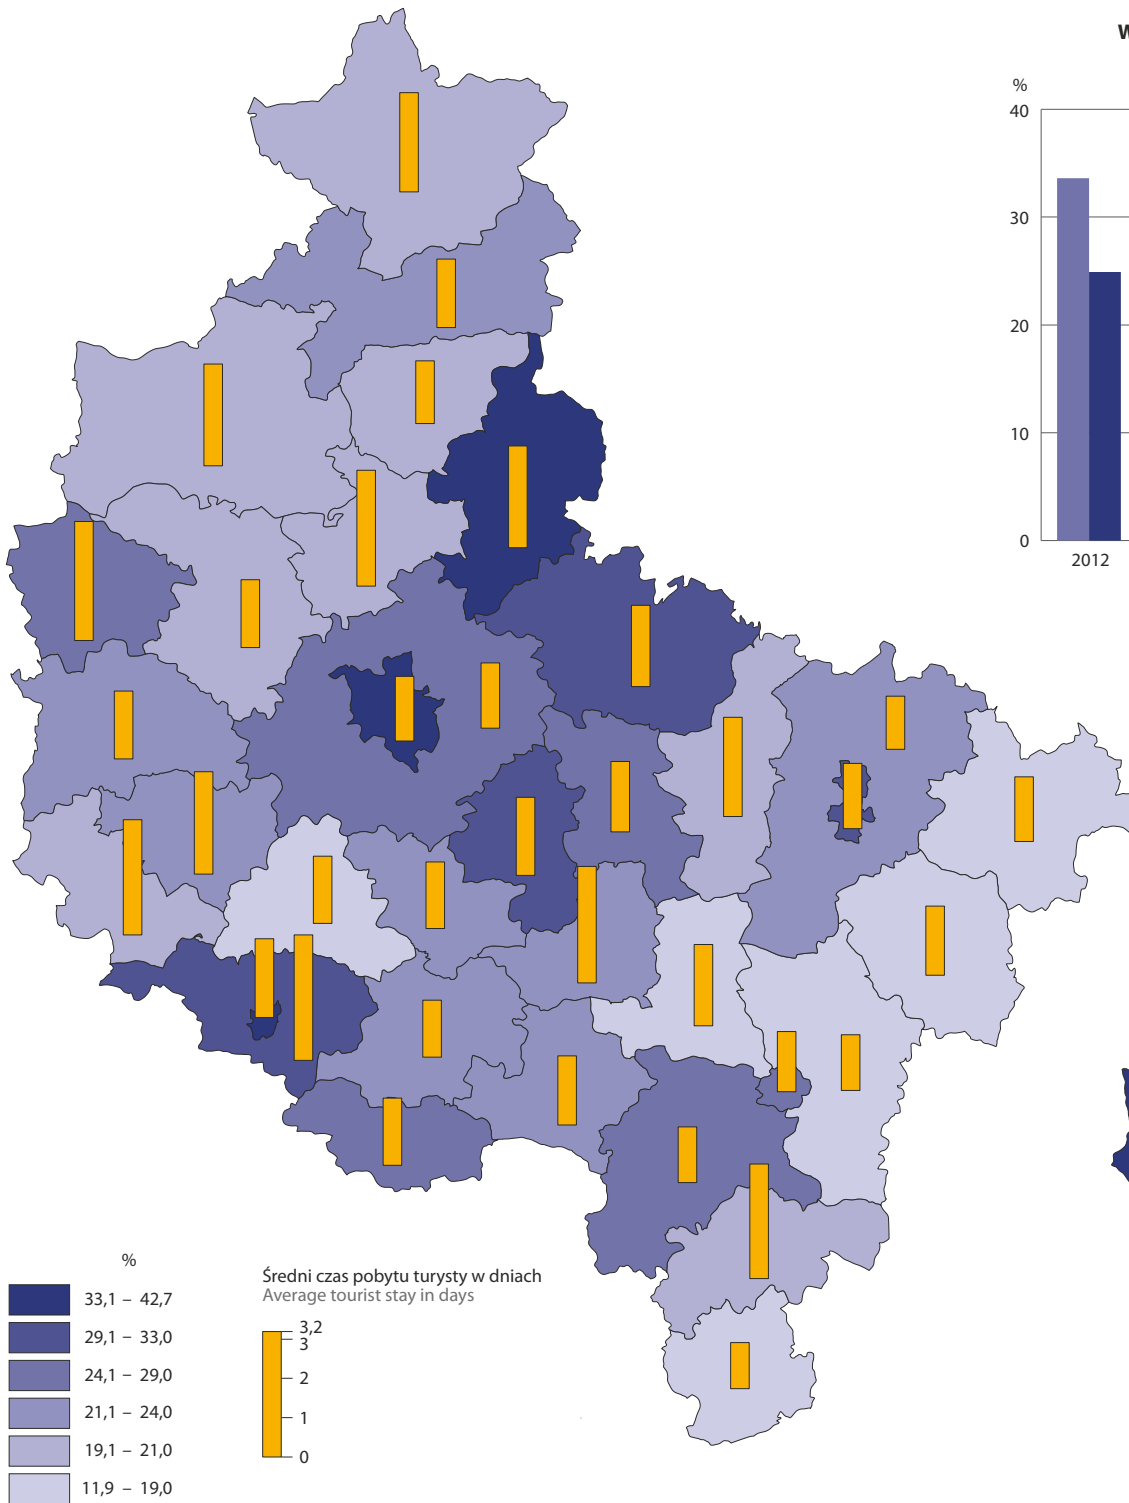 W
%
40
30
20
10
0
2012
%
33,1 – 42,7
29,1 – 33,0
24,1 – 29,0
21,1 – 24,0
19,1 – 21,0
11,9 – 19,0
Średni czas pobytu turysty w dniach
Average tourist stay in days
3,2
3
2
1
0